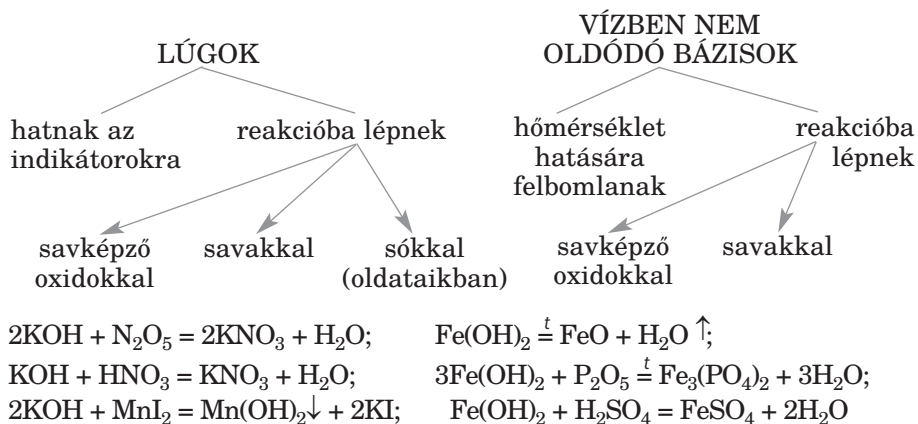 LÚGOK
hatnak az
indikátorokra
reakcióba lépnek
savképző
oxidokkal
savakkal
sókkal
(oldataikban)
VÍZBEN NEM
OLDÓDÓ BÁZISOK
hőmérséklet
hatására
felbomlanak
reakcióba
lépnek
savképző
oxidokkal
savakkal
2KOH + N₂O₅ = 2KNO₃ + H₂O;
KOH + HNO₃ = KNO₃ + H₂O;
2KOH + MnI₂ = Mn(OH)₂↓ + 2KI;
Fe(OH)₂ =ᵗ FeO + H₂O ↑;
3Fe(OH)₂ + P₂O₅ =ᵗ Fe₃(PO₄)₂ + 3H₂O;
Fe(OH)₂ + H₂SO₄ = FeSO₄ + 2H₂O